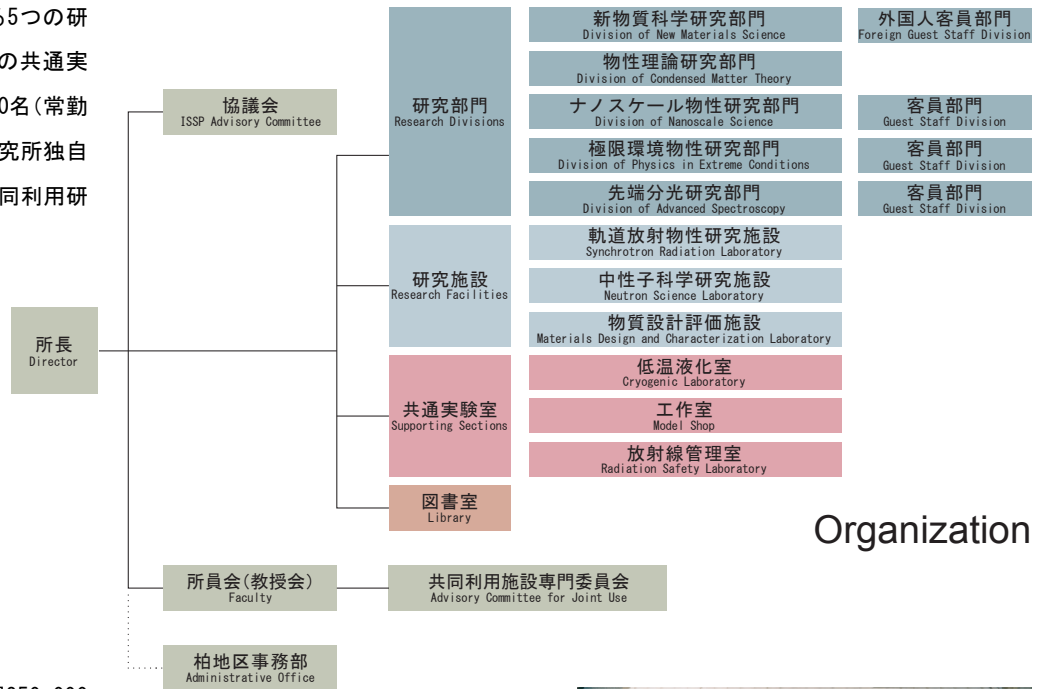 る5つの研
の共通実
0名(常勤
究所独自
同利用研
所長
Director
協議会
ISSP Advisory Committee
研究部門
Research Divisions
新物質科学研究部門
Division of New Materials Science
外国人客員部門
Foreign Guest Staff Division
物性理論研究部門
Division of Condensed Matter Theory
ナノスケール物性研究部門
Division of Nanoscale Science
客員部門
Guest Staff Division
極限環境物性研究部門
Division of Physics in Extreme Conditions
客員部門
Guest Staff Division
先端分光研究部門
Division of Advanced Spectroscopy
客員部門
Guest Staff Division
研究施設
Research Facilities
軌道放射物性研究施設
Synchrotron Radiation Laboratory
中性子科学研究施設
Neutron Science Laboratory
物質設計評価施設
Materials Design and Characterization Laboratory
共通実験室
Supporting Sections
低温液化室
Cryogenic Laboratory
工作室
Model Shop
放射線管理室
Radiation Safety Laboratory
図書室
Library
Organization
所員会(教授会)
Faculty
共同利用施設専門委員会
Advisory Committee for Joint Use
柏地区事務部
Administrative Office